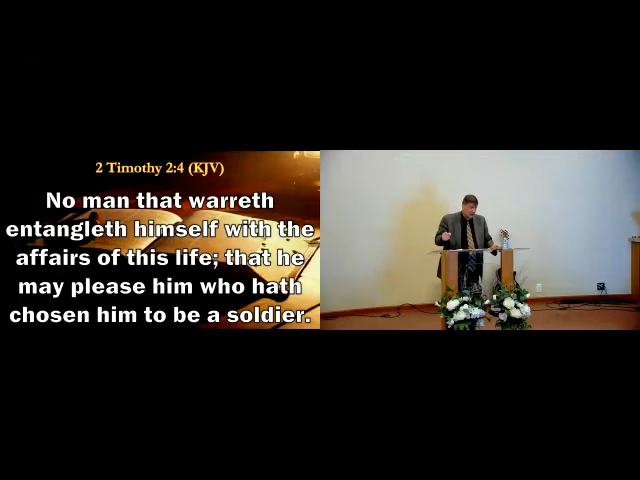 2 Timothy 2:4 (KJV)
No man that warreth
entangleth himself with the
affairs of this life; that he
may please him who hath
chosen him to be a soldier.